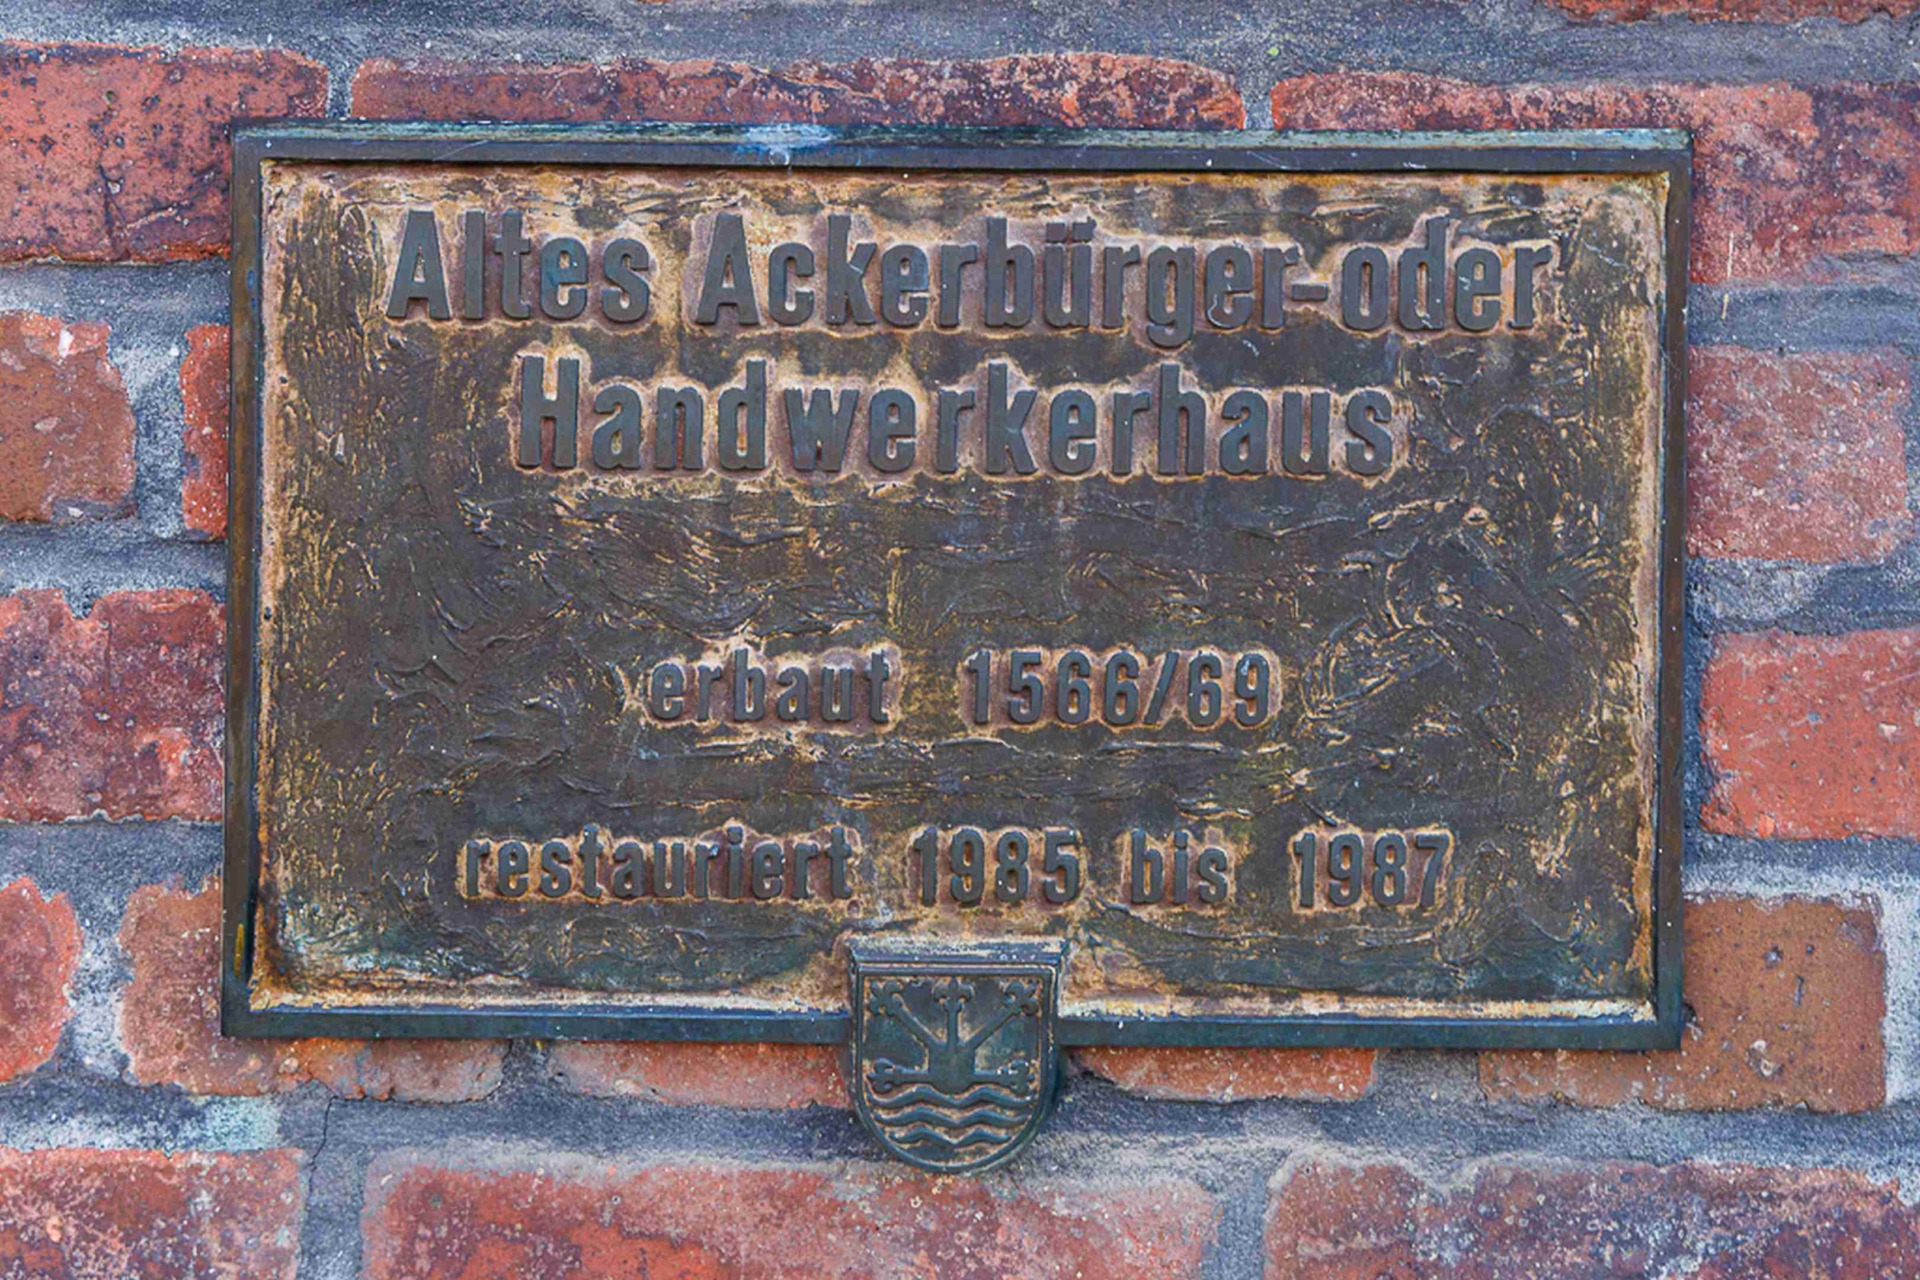 Altes Ackerbürger-oder
Handwerkerhaus
erbaut 1566/69
restauriert 1985 bis 1987